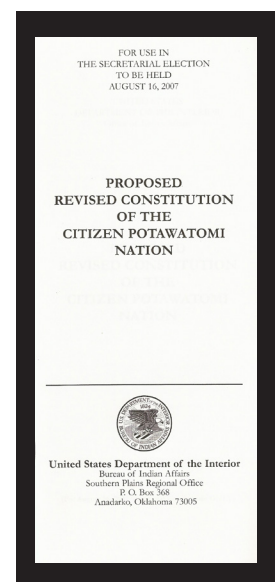 FOR USE IN
THE SECRETARIAL ELECTION
TO BE HELD
AUGUST 16, 2007
PROPOSED
REVISED CONSTITUTION
OF THE
CITIZEN POTAWATOMI
NATION
United States Department of the Interior
Bureau of Indian Affairs
Southern Plains Regional Office
P. O. Box 368
Anadarko, Oklahoma 73005